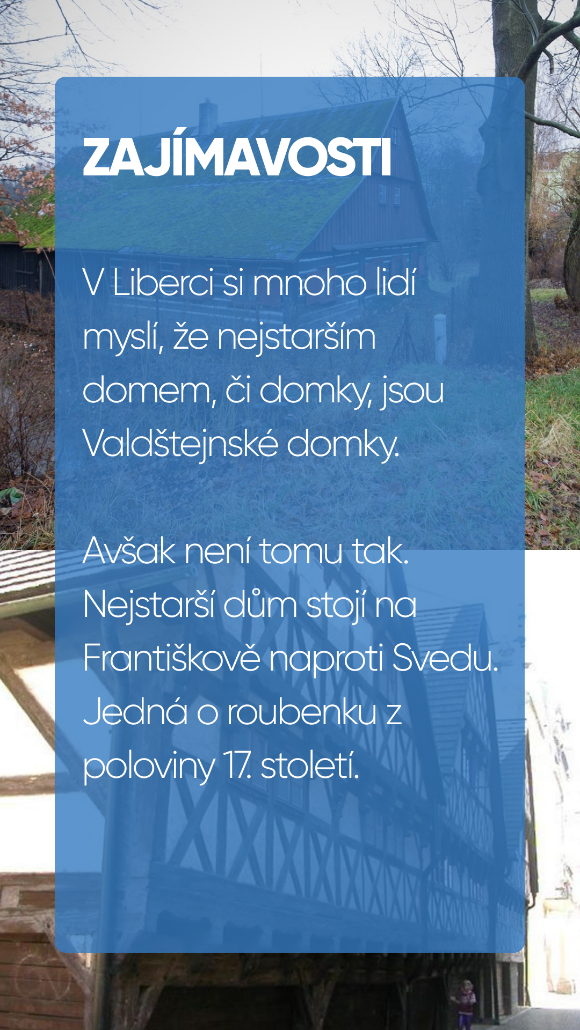 ZAJÍMAVOSTI
V Liberci si mnoho lidí
myslí, že nejstarším
domem, či domky, jsou
Valdštejnské domky.
Avšak není tomu tak.
Nejstarší dům stojí na
Františkově naproti Svedu.
Jedná o roubenku z
poloviny 17. století.